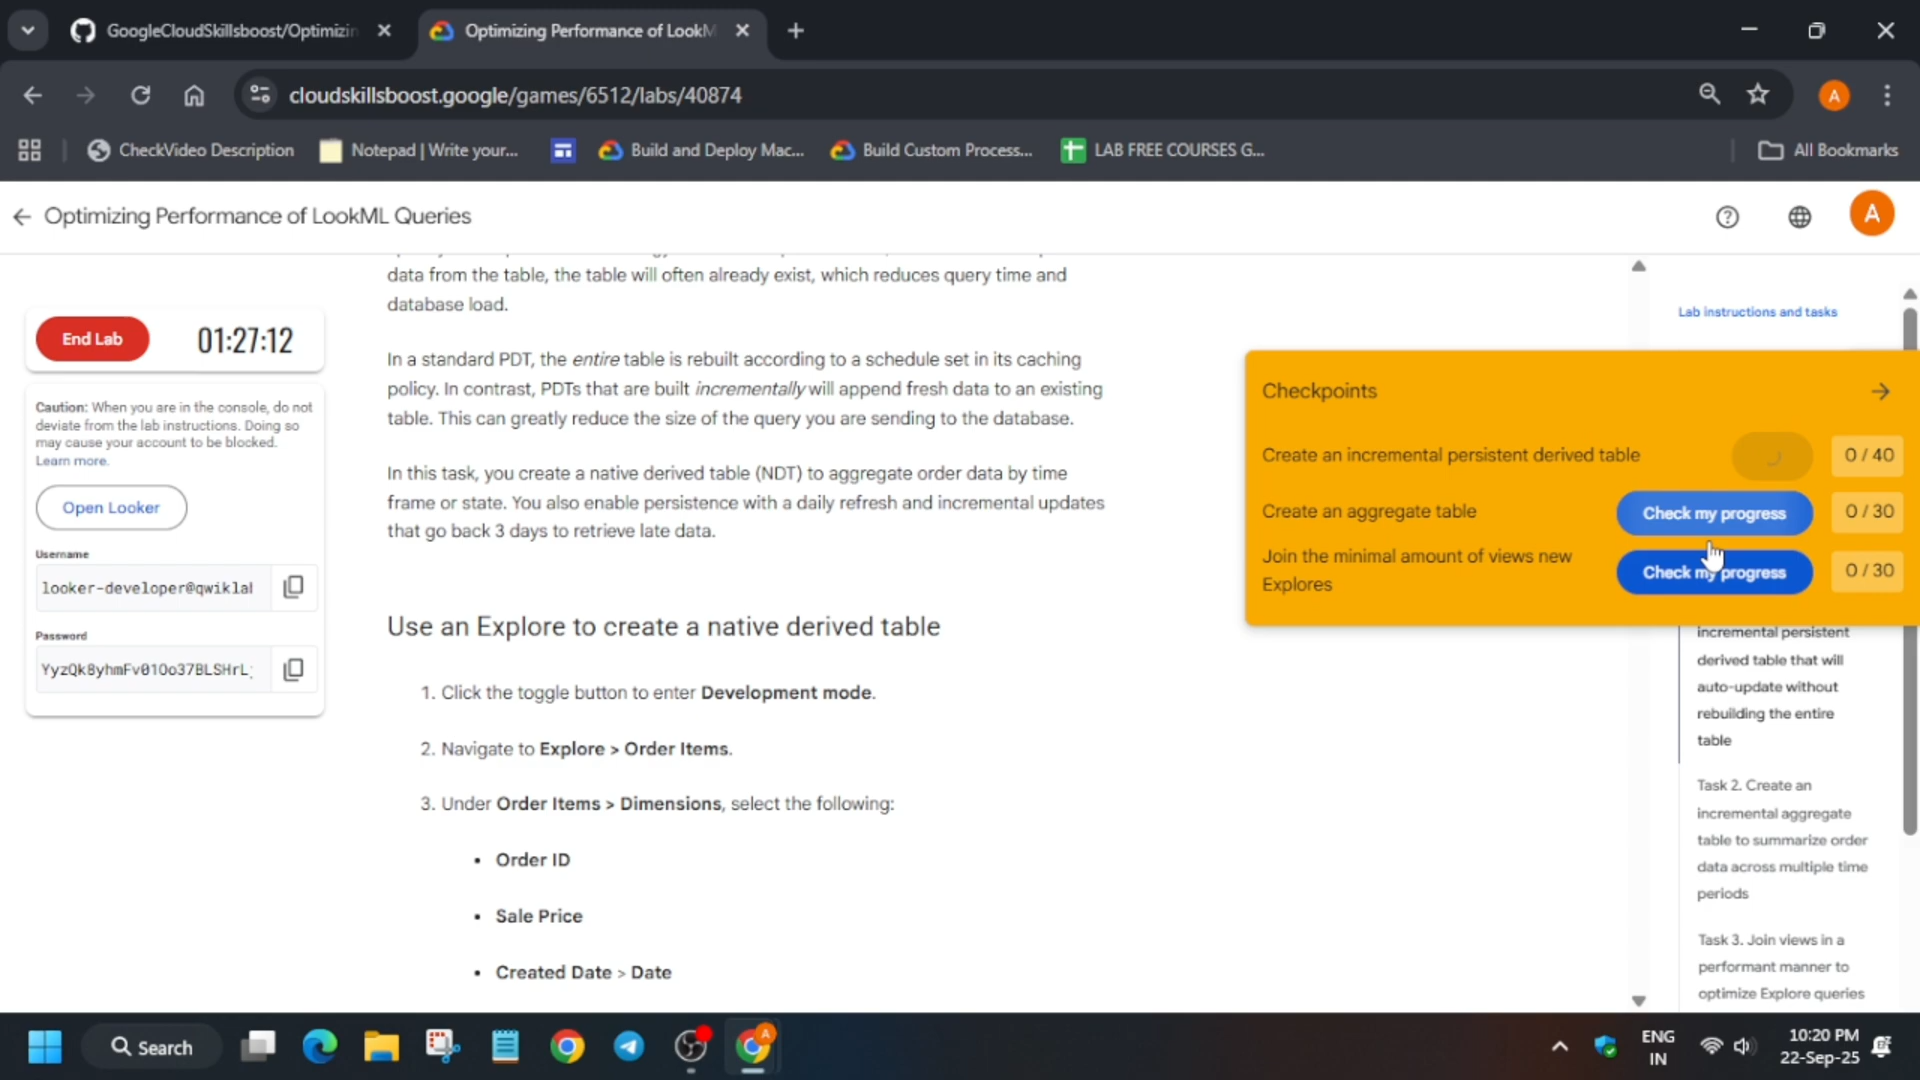 GoogleCloudSkillsboost/Optimizin
Optimizing Performance of LookM
cloudskillsboost.google/games/6512/labs/40874
A
CheckVideo Description
Notepad | Write your...
Build and Deploy Mac...
Build Custom Process...
LAB FREE COURSES G...
All Bookmarks
Optimizing Performance of LookML Queries
A
data from the table, the table will often already exist, which reduces query time and
database load.
In a standard PDT, the entire table is rebuilt according to a schedule set in its caching
policy. In contrast, PDTs that are built incrementally will append fresh data to an existing
table. This can greatly reduce the size of the query you are sending to the database.
In this task, you create a native derived table (NDT) to aggregate order data by time
frame or state. You also enable persistence with a daily refresh and incremental updates
that go back 3 days to retrieve late data.
Use an Explore to create a native derived table
1. Click the toggle button to enter Development mode.
2. Navigate to Explore > Order Items.
3. Under Order Items > Dimensions, select the following:
• Order ID
• Sale Price
• Created Date > Date
End Lab
01:27:12
Caution: When you are in the console, do not
deviate from the lab instructions. Doing so
may cause your account to be blocked.
Learn more.
Open Looker
Username
looker-developer@qwiklal
Password
YyzQk8yhmFv01Oo37BLSHrL;
Lab instructions and tasks
Checkpoints
Create an incremental persistent derived table
0 / 40
Create an aggregate table
Check my progress
0 / 30
Join the minimal amount of views new
Explores
Check my progress
0 / 30
incremental persistent
derived table that will
auto-update without
rebuilding the entire
table
Task 2. Create an
incremental aggregate
table to summarize order
data across multiple time
periods
Task 3. Join views in a
performant manner to
optimize Explore queries
Search
ENG
IN
10:20 PM
22-Sep-25